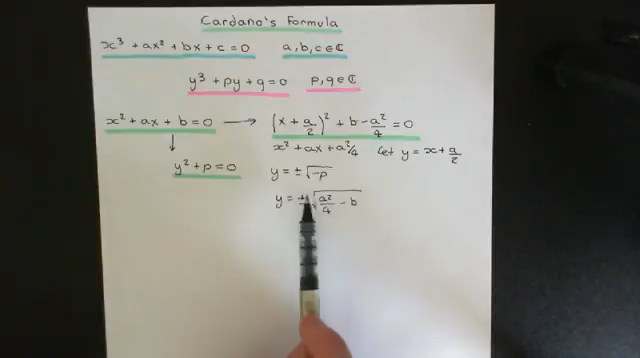 Cardano's Formula
x³ + ax² + bx + c = 0   a, b, c ∈ ℂ
y³ + py + q = 0   p, q ∈ ℂ
x² + ax + b = 0 ⟶ (x + a/2)² + b - a²/4 = 0
x² + ax + a²/4   Let y = x + a/2
↓
y² + p = 0   y = ±√-p
y = ±√(a²/4 - b)